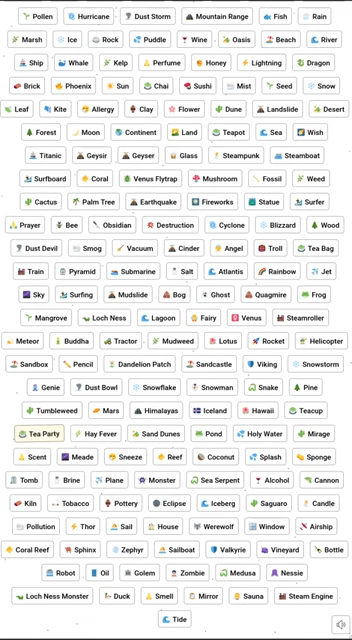 Pollen Hurricane Dust Storm Mountain Range Fish Rain
Marsh Ice Rock Puddle Wine Oasis Beach River
Ship Whale Kelp Perfume Honey Lightning Dragon
Brick Phoenix Sun Chai Sushi Mist Seed Snow
Leaf Kite Allergy Clay Flower Dune Landslide Desert
Forest Moon Continent Land Teapot Sea Wish
Titanic Geysir Geyser Glass Steampunk Steamboat
Surfboard Coral Venus Flytrap Mushroom Fossil Weed
Cactus Palm Tree Earthquake Fireworks Statue Surfer
Prayer Bee Obsidian Destruction Cyclone Blizzard Wood
Dust Devil Smog Vacuum Cinder Angel Troll Tea Bag
Train Pyramid Submarine Salt Atlantis Rainbow Jet
Sky Surfing Mudslide Bog Ghost Quagmire Frog
Mangrove Loch Ness Lagoon Fairy Venus Steamroller
Meteor Buddha Tractor Mudweed Lotus Rocket Helicopter
Sandbox Pencil Dandelion Patch Sandcastle Viking Snowstorm
Genie Dust Bowl Snowflake Snowman Snake Pine
Tumbleweed Mars Himalayas Iceland Hawaii Teacup
Tea Party Hay Fever Sand Dunes Pond Holy Water Mirage
Scent Meade Sneeze Reef Coconut Splash Sponge
Tomb Brine Plane Monster Sea Serpent Alcohol Cannon
Kiln Tobacco Pottery Eclipse Iceberg Saguaro Candle
Pollution Thor Sail House Werewolf Window Airship
Coral Reef Sphinx Zephyr Sailboat Valkyrie Vineyard Bottle
Robot Oil Golem Zombie Medusa Nessie
Loch Ness Monster Duck Smell Mirror Sauna Steam Engine
Tide